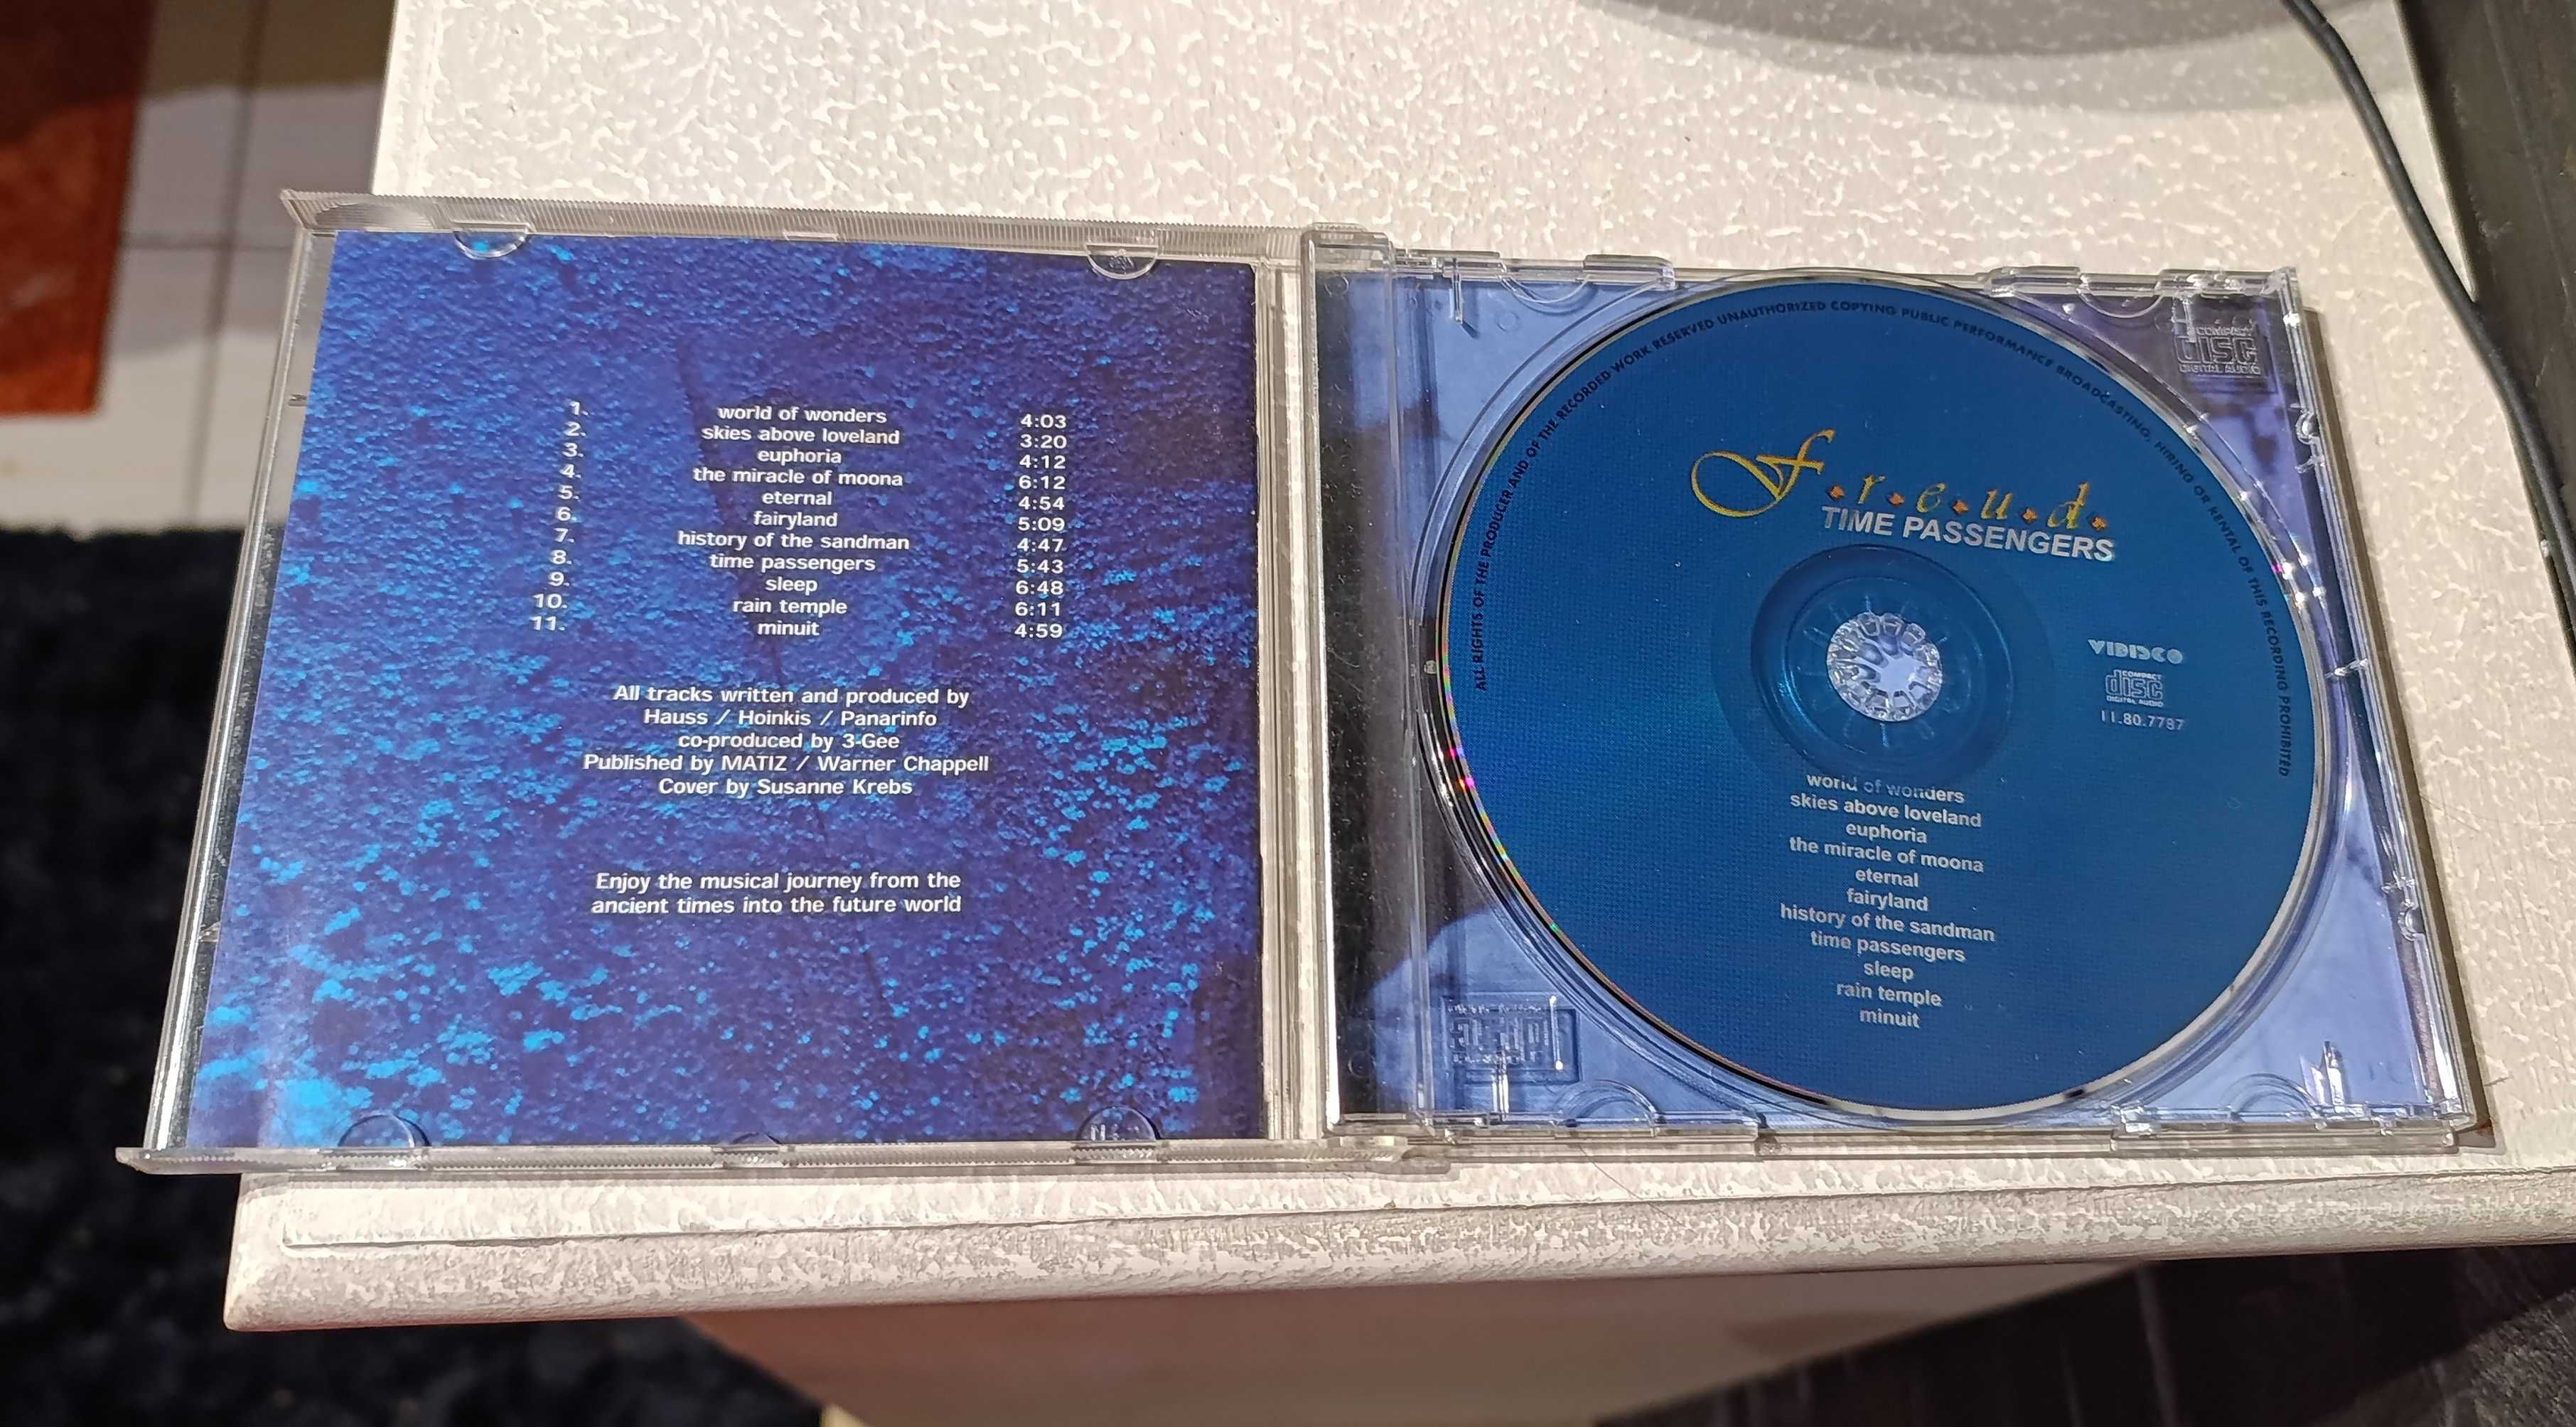 1. world of wonders 4:03
2. skies above loveland 3:20
3. euphoria 4:12
4. the miracle of moona 6:12
5. eternal 4:54
6. fairyland 5:09
7. history of the sandman 4:47
8. time passengers 5:43
9. sleep 6:48
10. rain temple 6:11
11. minuit 4:59
All tracks written and produced by
Hauss / Hoinkis / Panarinfo
co-produced by 3-Gee
Published by MATIZ / Warner Chappell
Cover by Susanne Krebs
Enjoy the musical journey from the
ancient times into the future world
ALL RIGHTS OF THE PRODUCER AND OF THE RECORDED WORK RESERVED UNAUTHORIZED COPYING PUBLIC PERFORMANCE BROADCASTING, HIRING OR RENTAL OF THIS RECORDING PROHIBITED
F.r.e.u.d.
TIME PASSENGERS
VIDISCO
COMPACT
disc
DIGITAL AUDIO
11.80.7787
world of wonders
skies above loveland
euphoria
the miracle of moona
eternal
fairyland
history of the sandman
time passengers
sleep
rain temple
minuit
COMPACT
disc
DIGITAL AUDIO